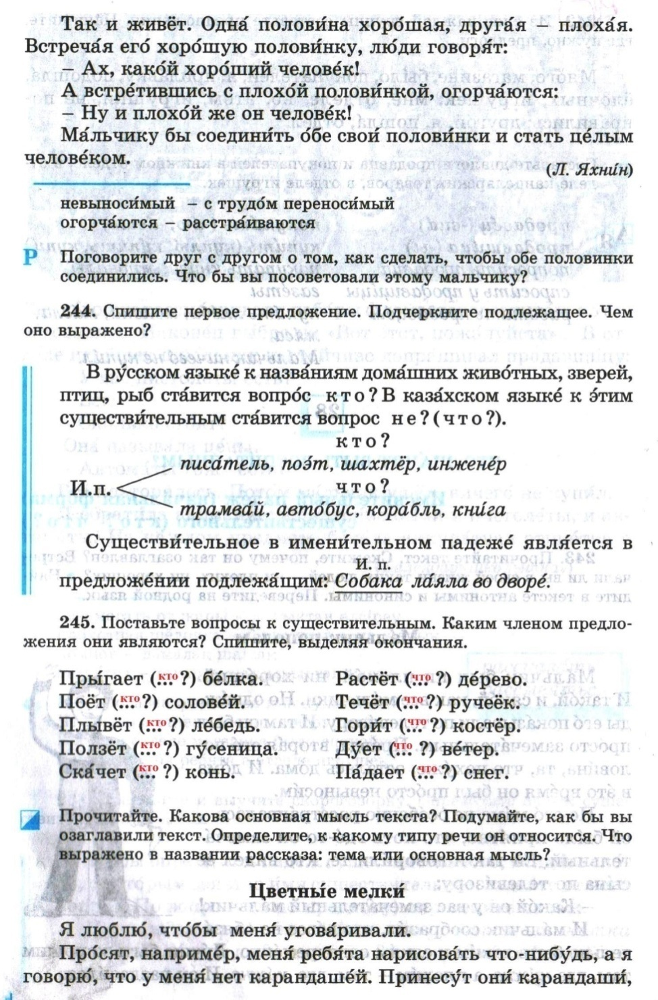 Так и живёт. Одна́ полови́на хоро́шая, друга́я – плоха́я.
Встреча́я его́ хоро́шую полови́нку, лю́ди говоря́т:
– Ах, како́й хоро́ший челове́к!
А встре́тившись с плохо́й полови́нкой, огорча́ются:
– Ну и плохо́й же он челове́к!
Ма́льчику бы соедини́ть о́бе свои́ полови́нки и стать це́лым
челове́ком.
(Л. Яхни́н)
невыноси́мый – с трудо́м переноси́мый
огорча́ются – расстра́иваются
Р Поговорите друг с другом о том, как сделать, чтобы обе половинки
соединились. Что бы вы посоветовали этому мальчику?
244. Спишите первое предложение. Подчеркните подлежащее. Чем
оно выражено?
В ру́сском языке́ к назва́ниям дома́шних живо́тных, зверей,
птиц, рыб ста́вится вопро́с кто? В каза́хском языке́ к э́тим
существи́тельным ста́вится вопрос не? (что?).
кто?
писа́тель, поэ́т, шахтёр, инжене́р
И.п.
что?
трамва́й, авто́бус, кора́бль, кни́га
Существи́тельное в имени́тельном падеже́ явля́ется в
И. п.
предложе́нии подлежа́щим: Соба́ка ла́яла во дворе́.
245. Поставьте вопросы к существительным. Каким членом предло-
жения они являются? Спишите, выделяя окончания.
Пры́гает (кто...?) бе́лка. Растёт (что...?) де́рево.
Поёт (кто...?) солове́й. Течёт (что...?) ручеёк.
Плывёт (кто...?) ле́бедь. Гори́т (что...?) костёр.
Ползёт (кто...?) гу́сеница. Ду́ет (что...?) ве́тер.
Ска́чет (кто...?) конь. Па́дает (что...?) снег.
Прочитайте. Какова основная мысль текста? Подумайте, как бы вы
озаглавили текст. Определите, к какому типу речи он относится. Что
выражено в названии рассказа: тема или основная мысль?
Цветны́е мелки́
Я люблю́, что́бы меня́ угова́ривали.
Про́сят, наприме́р, меня́ ребя́та нарисова́ть что-нибу́дь, а я
говорю́, что у меня́ нет карандаше́й. Принесу́т они́ карандаши́,